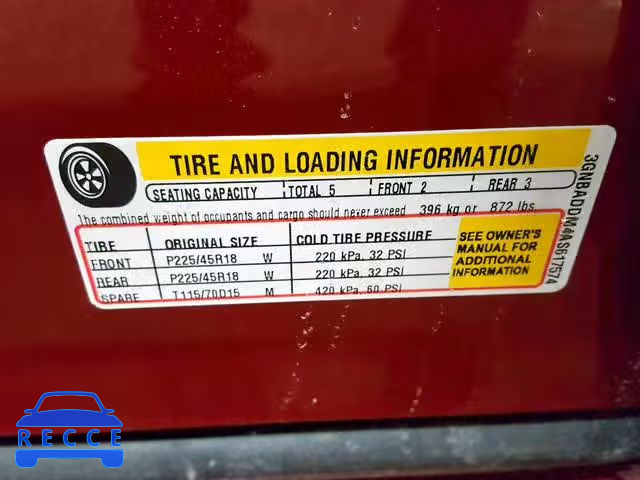 TIRE AND LOADING INFORMATION
SEATING CAPACITY TOTAL 5 FRONT 2 REAR 3
The combined weight of occupants and cargo should never exceed 396 kg or 872 lbs.
TIRE ORIGINAL SIZE COLD TIRE PRESSURE
FRONT P225/45R18 W 220 kPa, 32 PSI
REAR P225/45R18 W 220 kPa, 32 PSI
SPARE T115/70D15 M 420 kPa, 60 PSI
SEE OWNER'S
MANUAL FOR
ADDITIONAL
INFORMATION
3GNBADDM4AS617574
RECCE